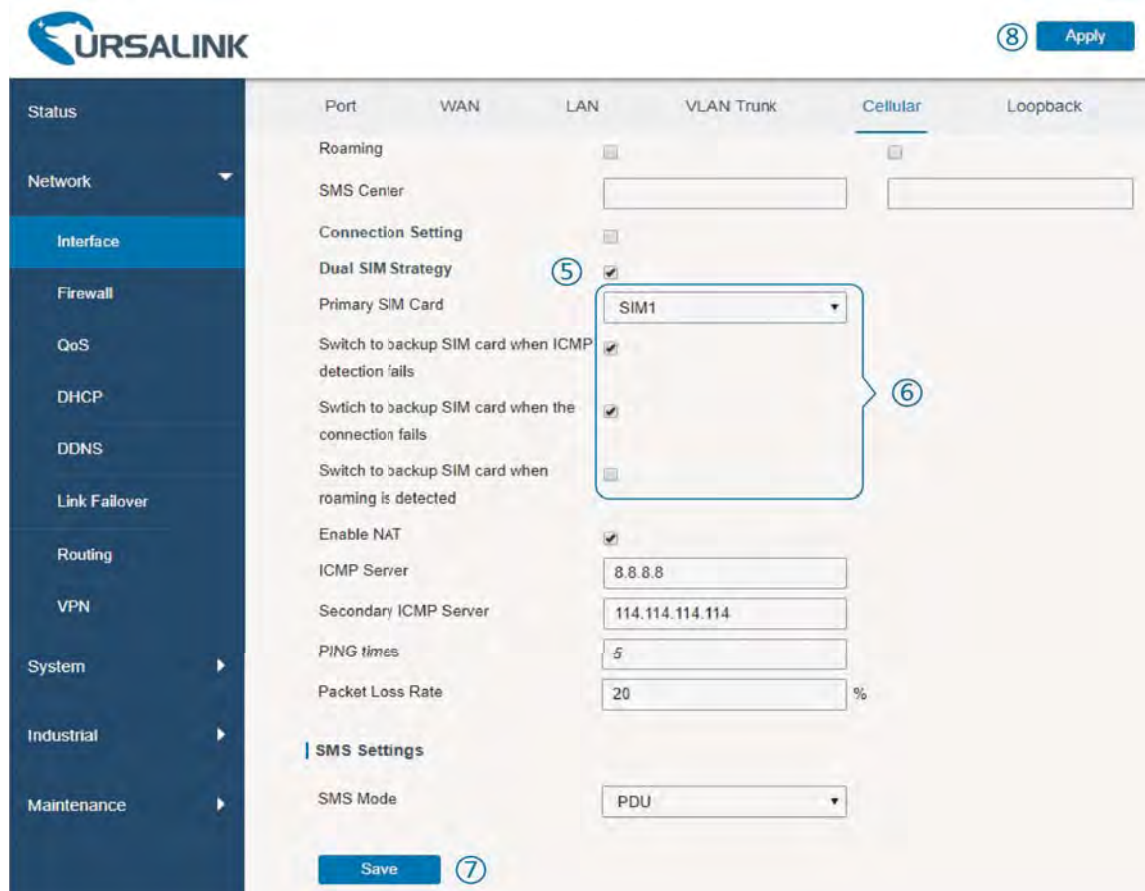 URSALINK
⑧ Apply
Status
Network
Interface
Firewall
QoS
DHCP
DDNS
Link Failover
Routing
VPN
System
Industrial
Maintenance
Port WAN LAN VLAN Trunk Cellular Loopback
Roaming
SMS Center
Connection Setting
Dual SIM Strategy ⑤
Primary SIM Card SIM1
Switch to backup SIM card when ICMP
detection fails
Swtich to backup SIM card when the
connection fails
⑥
Switch to backup SIM card when
roaming is detected
Enable NAT
ICMP Server 8.8.8.8
Secondary ICMP Server 114.114.114.114
PING times 5
Packet Loss Rate 20 %
SMS Settings
SMS Mode PDU
Save ⑦